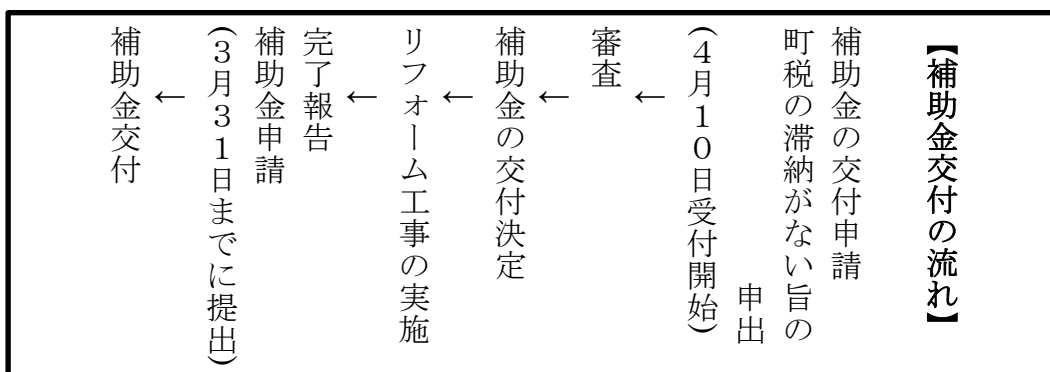 【補助金交付の流れ】
補助金の交付申請
町税の滞納がない旨の
申出
(4月10日受付開始)
←
審査
←
補助金の交付決定
←
リフォーム工事の実施
←
完了報告
補助金申請
(3月31日までに提出)
←
補助金交付